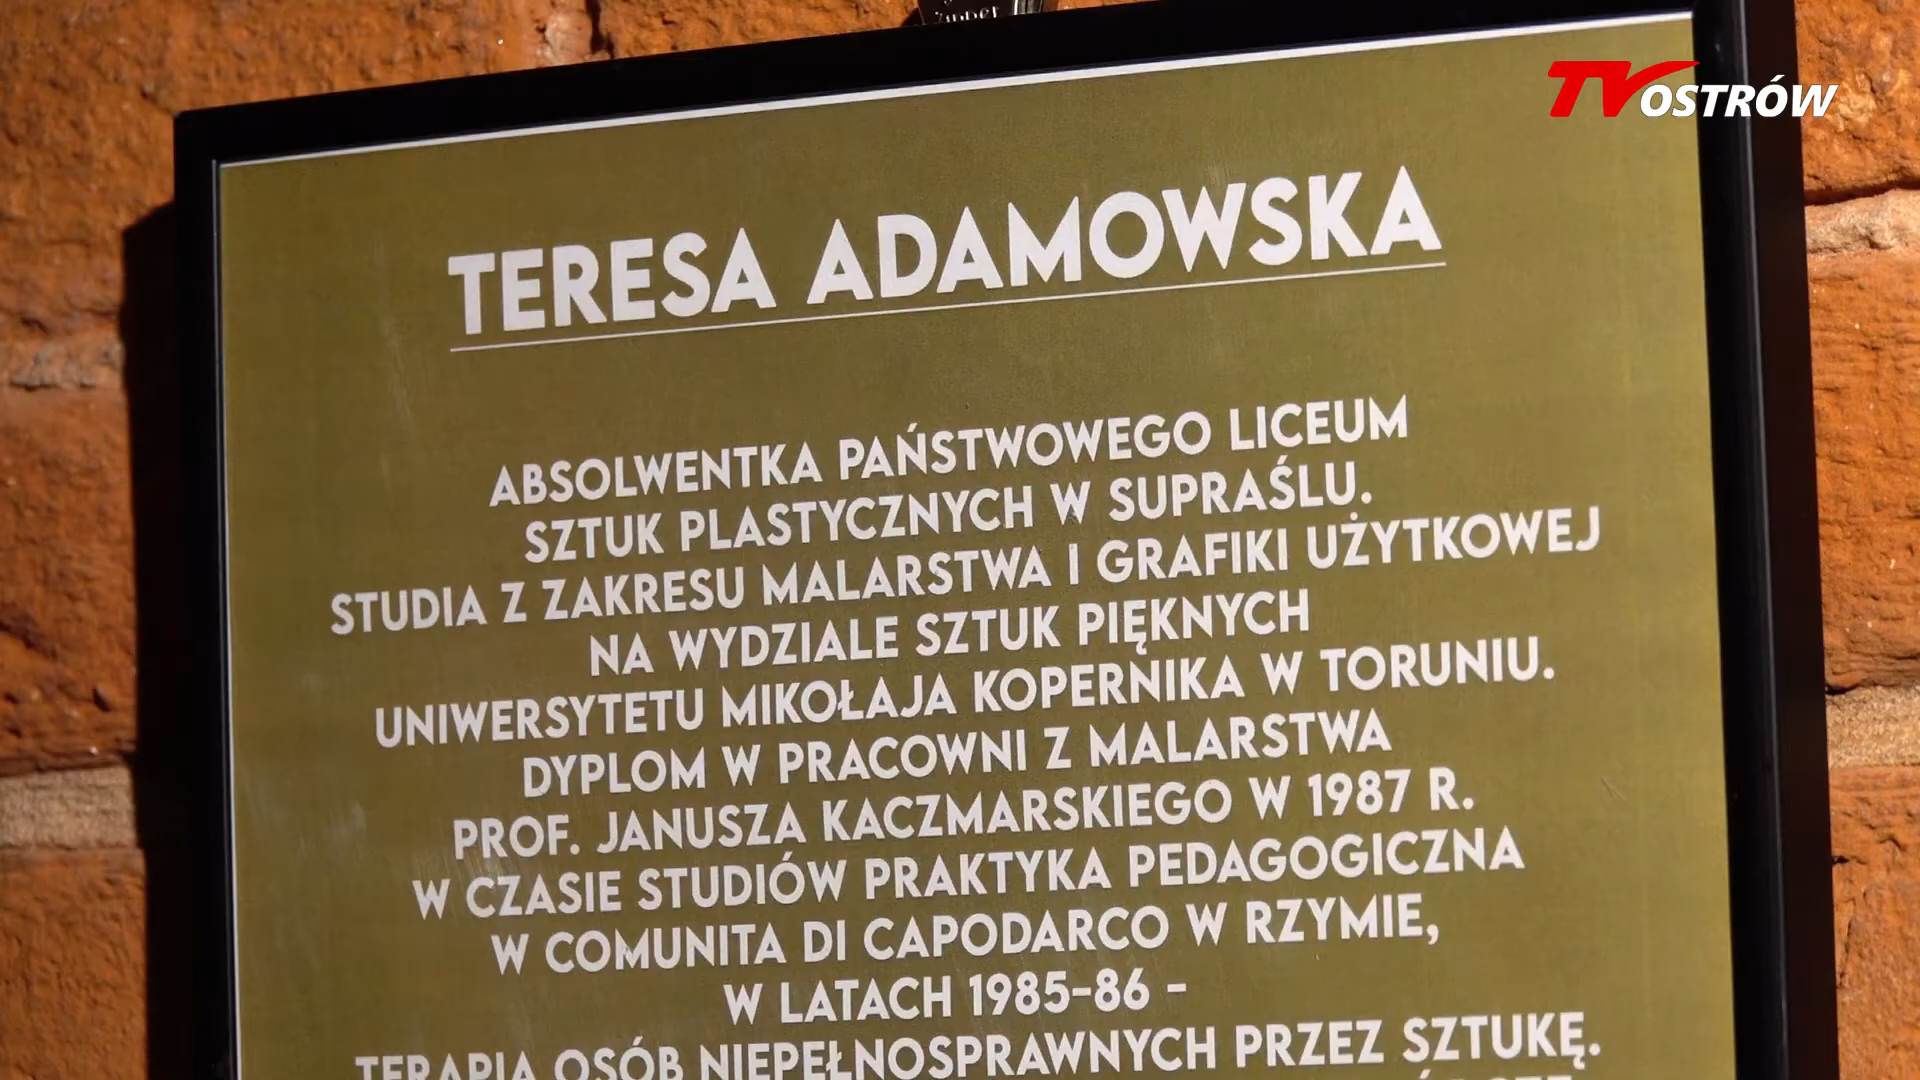 TV OSTRÓW
TERESA ADAMOWSKA
ABSOLWENTKA PAŃSTWOWEGO LICEUM
SZTUK PLASTYCZNYCH W SUPRAŚLU.
STUDIA Z ZAKRESU MALARSTWA I GRAFIKI UŻYTKOWEJ
NA WYDZIALE SZTUK PIĘKNYCH
UNIWERSYTETU MIKOŁAJA KOPERNIKA W TORUNIU.
DYPLOM W PRACOWNI Z MALARSTWA
PROF. JANUSZA KACZMARSKIEGO W 1987 R.
W CZASIE STUDIÓW PRAKTYKA PEDAGOGICZNA
W COMUNITA DI CAPODARCO W RZYMIE,
W LATACH 1985-86 -
TERAPIA OSÓB NIEPEŁNOSPRAWNYCH PRZEZ SZTUKĘ.